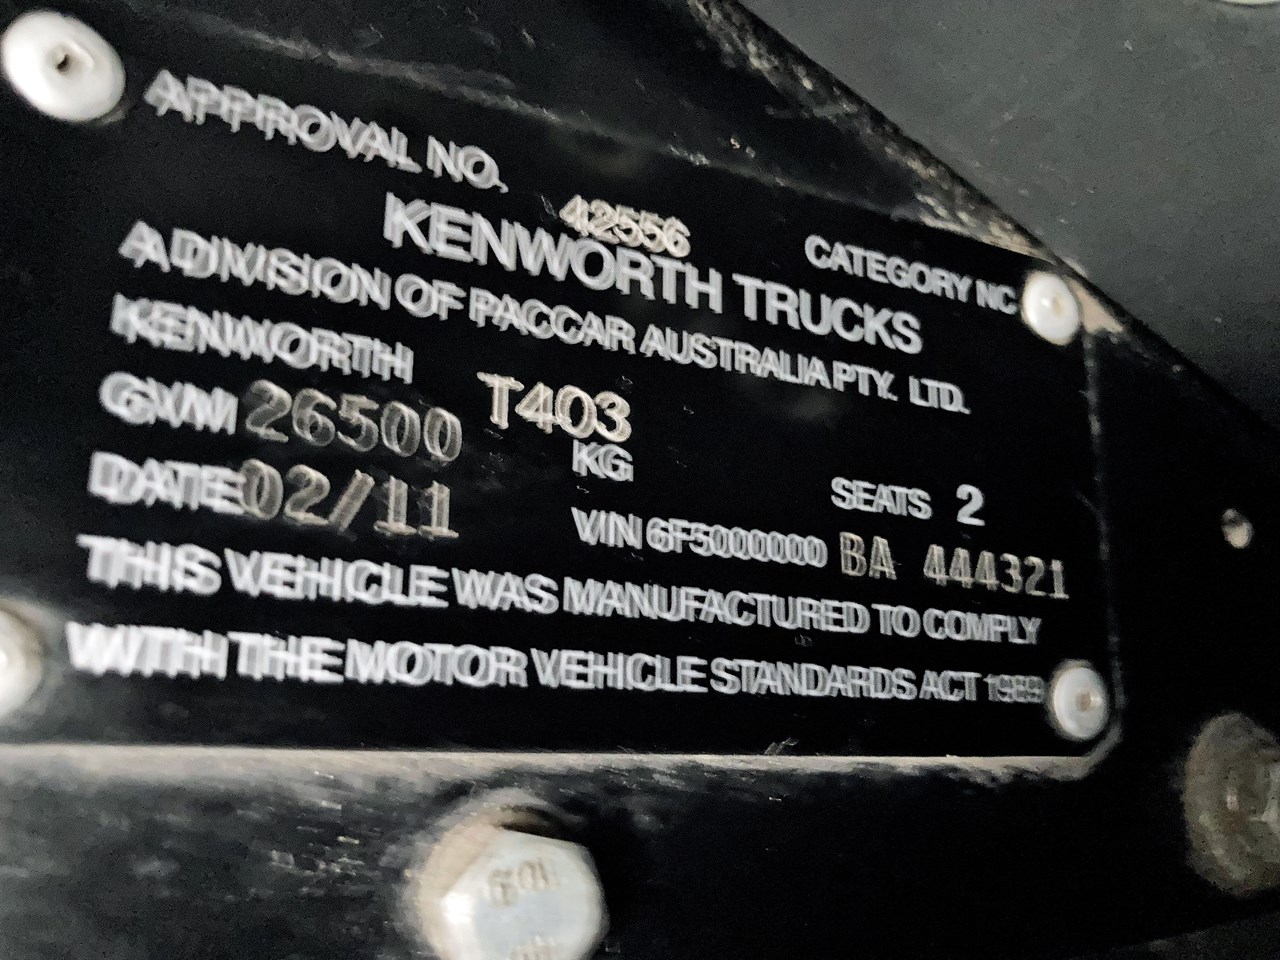 APPROVAL NO. 42556 CATEGORY NC
KENWORTH TRUCKS
A DIVISION OF PACCAR AUSTRALIA PTY. LTD.
KENWORTH T403
GVM 26500 KG SEATS 2
DATE 02/11 VIN 6F5000000 BA 444321
THIS VEHICLE WAS MANUFACTURED TO COMPLY
WITH THE MOTOR VEHICLE STANDARDS ACT 1989